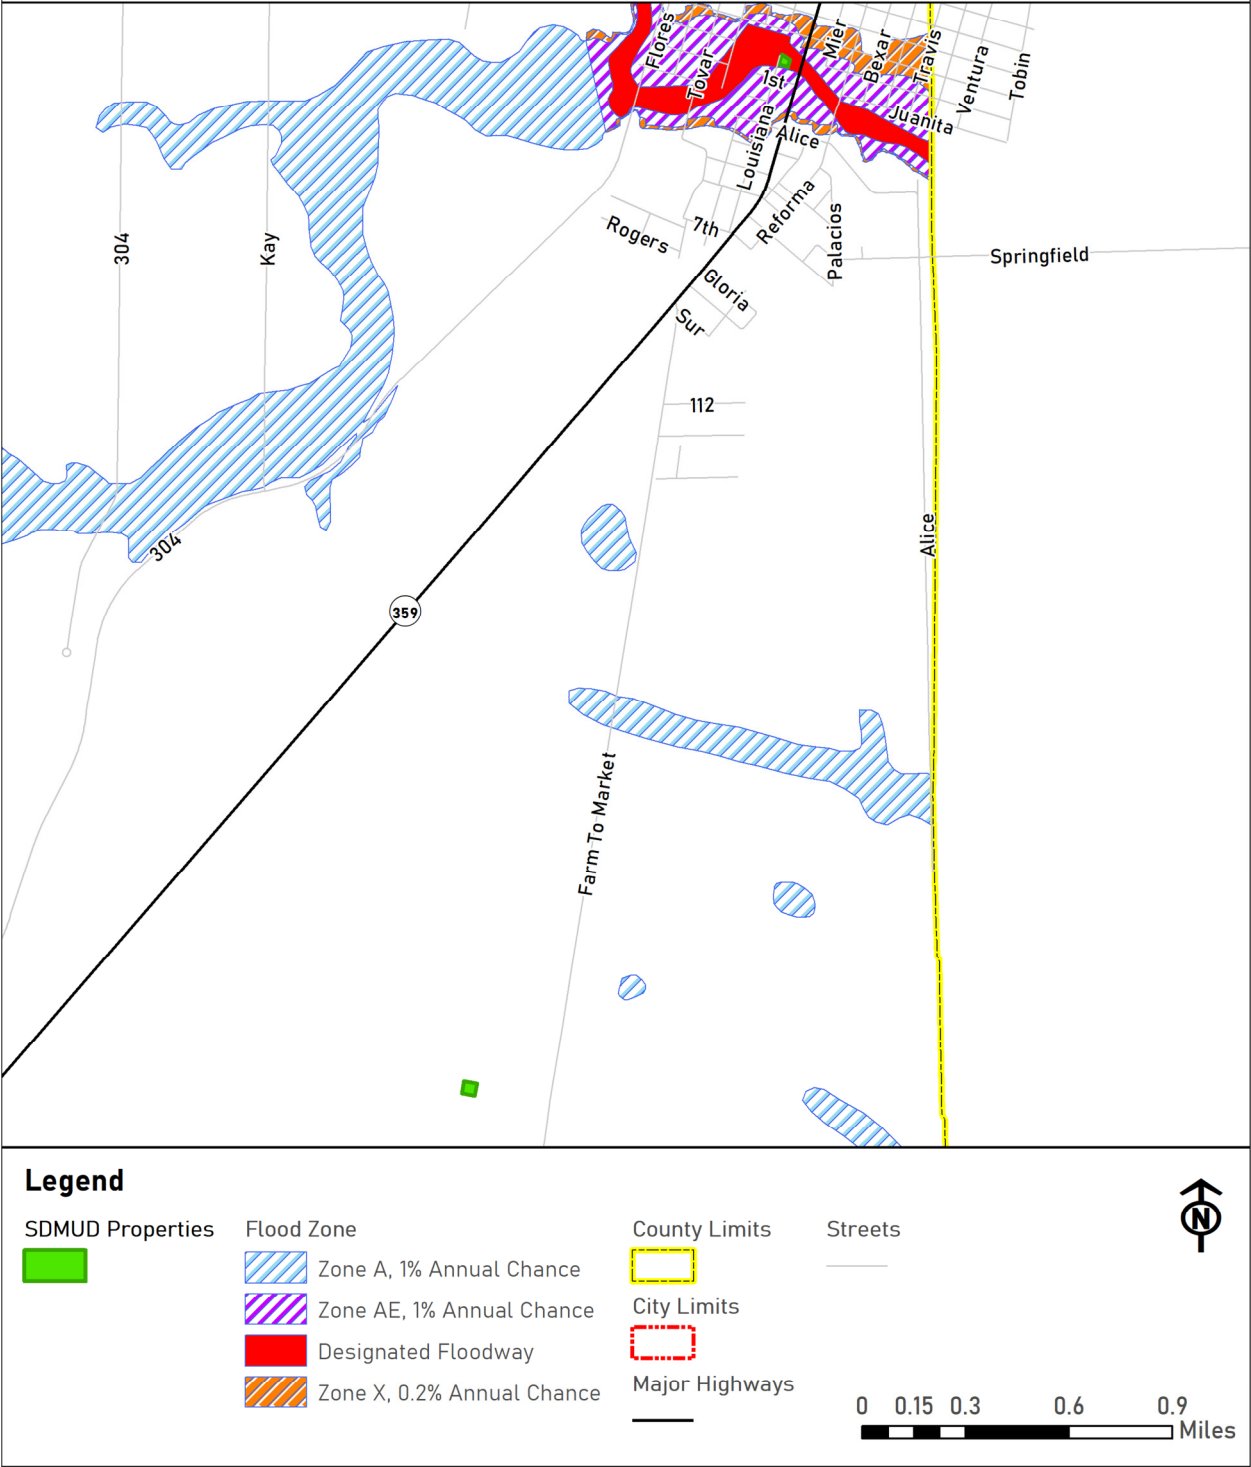 Flores
Tovar
1st
Mier
Bexar
Travis
Ventura
Tobin
Juanita
Alice
Louisiana
Reforma
Palacios
7th
Rogers
Gloria
Sur
Springfield
304
Kay
112
304
359
Alice
Farm To Market
Legend
SDMUD Properties
Flood Zone
Zone A, 1% Annual Chance
Zone AE, 1% Annual Chance
Designated Floodway
Zone X, 0.2% Annual Chance
County Limits
City Limits
Major Highways
Streets
N
0 0.15 0.3 0.6 0.9
Miles